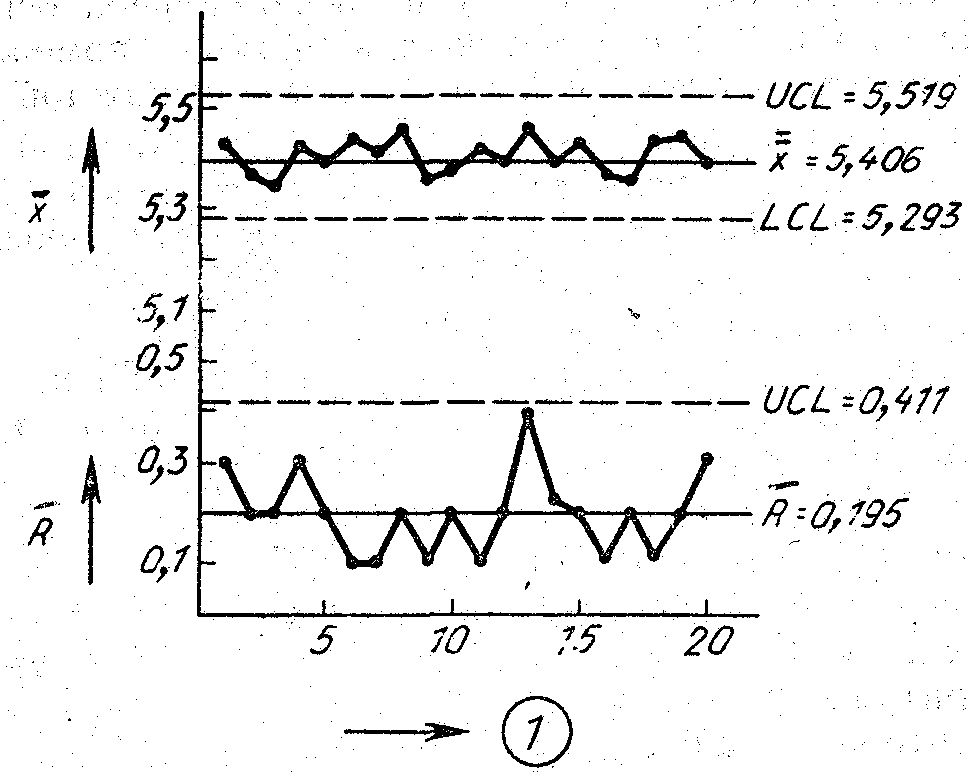 5,5 UCL = 5,519
x̿ = 5,406
x̄
5,3 LCL = 5,293
5,1
0,5
UCL = 0,411
0,3
R̄ R̄ = 0,195
0,1
5 10 15 20
1